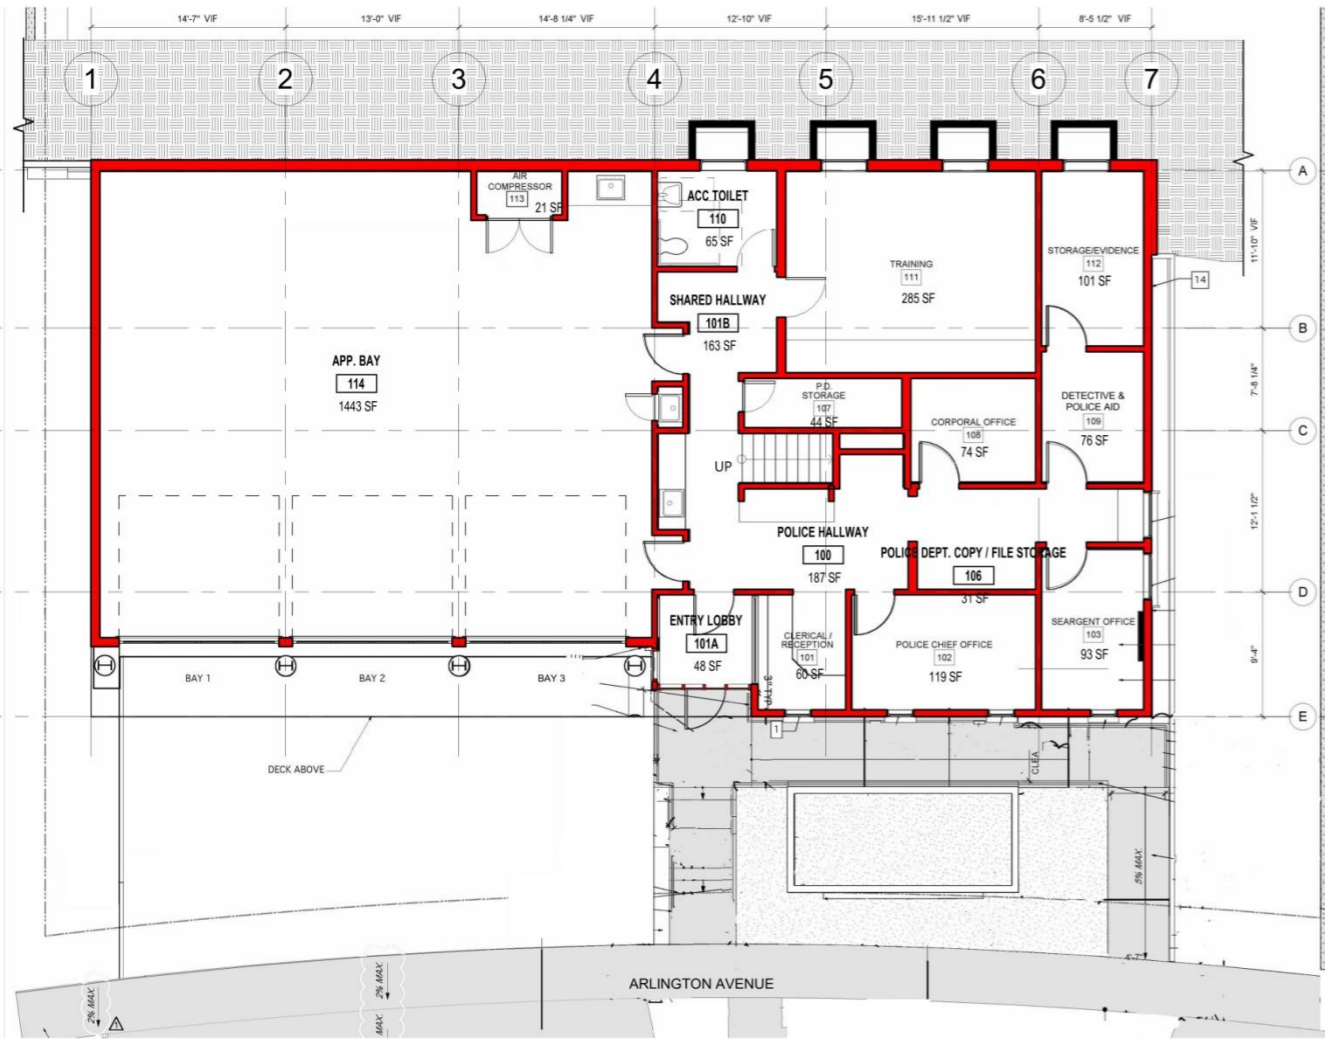 14'-7" VIF
13'-0" VIF
14'-8 1/4" VIF
12'-10" VIF
15'-11 1/2" VIF
8'-5 1/2" VIF
1
2
3
4
5
6
7
A
B
C
D
E
11'-10" VIF
7'-8 1/4"
12'-1 1/2"
9'-4"
AIR
COMPRESSOR
113
21 SF
ACC TOILET
110
65 SF
TRAINING
111
285 SF
STORAGE/EVIDENCE
112
101 SF
14
SHARED HALLWAY
101B
163 SF
APP. BAY
114
1443 SF
P.D.
STORAGE
107
44 SF
CORPORAL OFFICE
108
74 SF
DETECTIVE &
POLICE AID
109
76 SF
UP
POLICE HALLWAY
100
187 SF
POLICE DEPT. COPY / FILE STORAGE
106
31 SF
ENTRY LOBBY
101A
48 SF
CLERICAL /
RECEPTION
101
60 SF
3" TYP
POLICE CHIEF OFFICE
102
119 SF
SEARGENT OFFICE
103
93 SF
BAY 1
BAY 2
BAY 3
1
DECK ABOVE
CLEA
5% MAX.
4'-7"
ARLINGTON AVENUE
2% MAX.
1
2% MAX.
MAX.